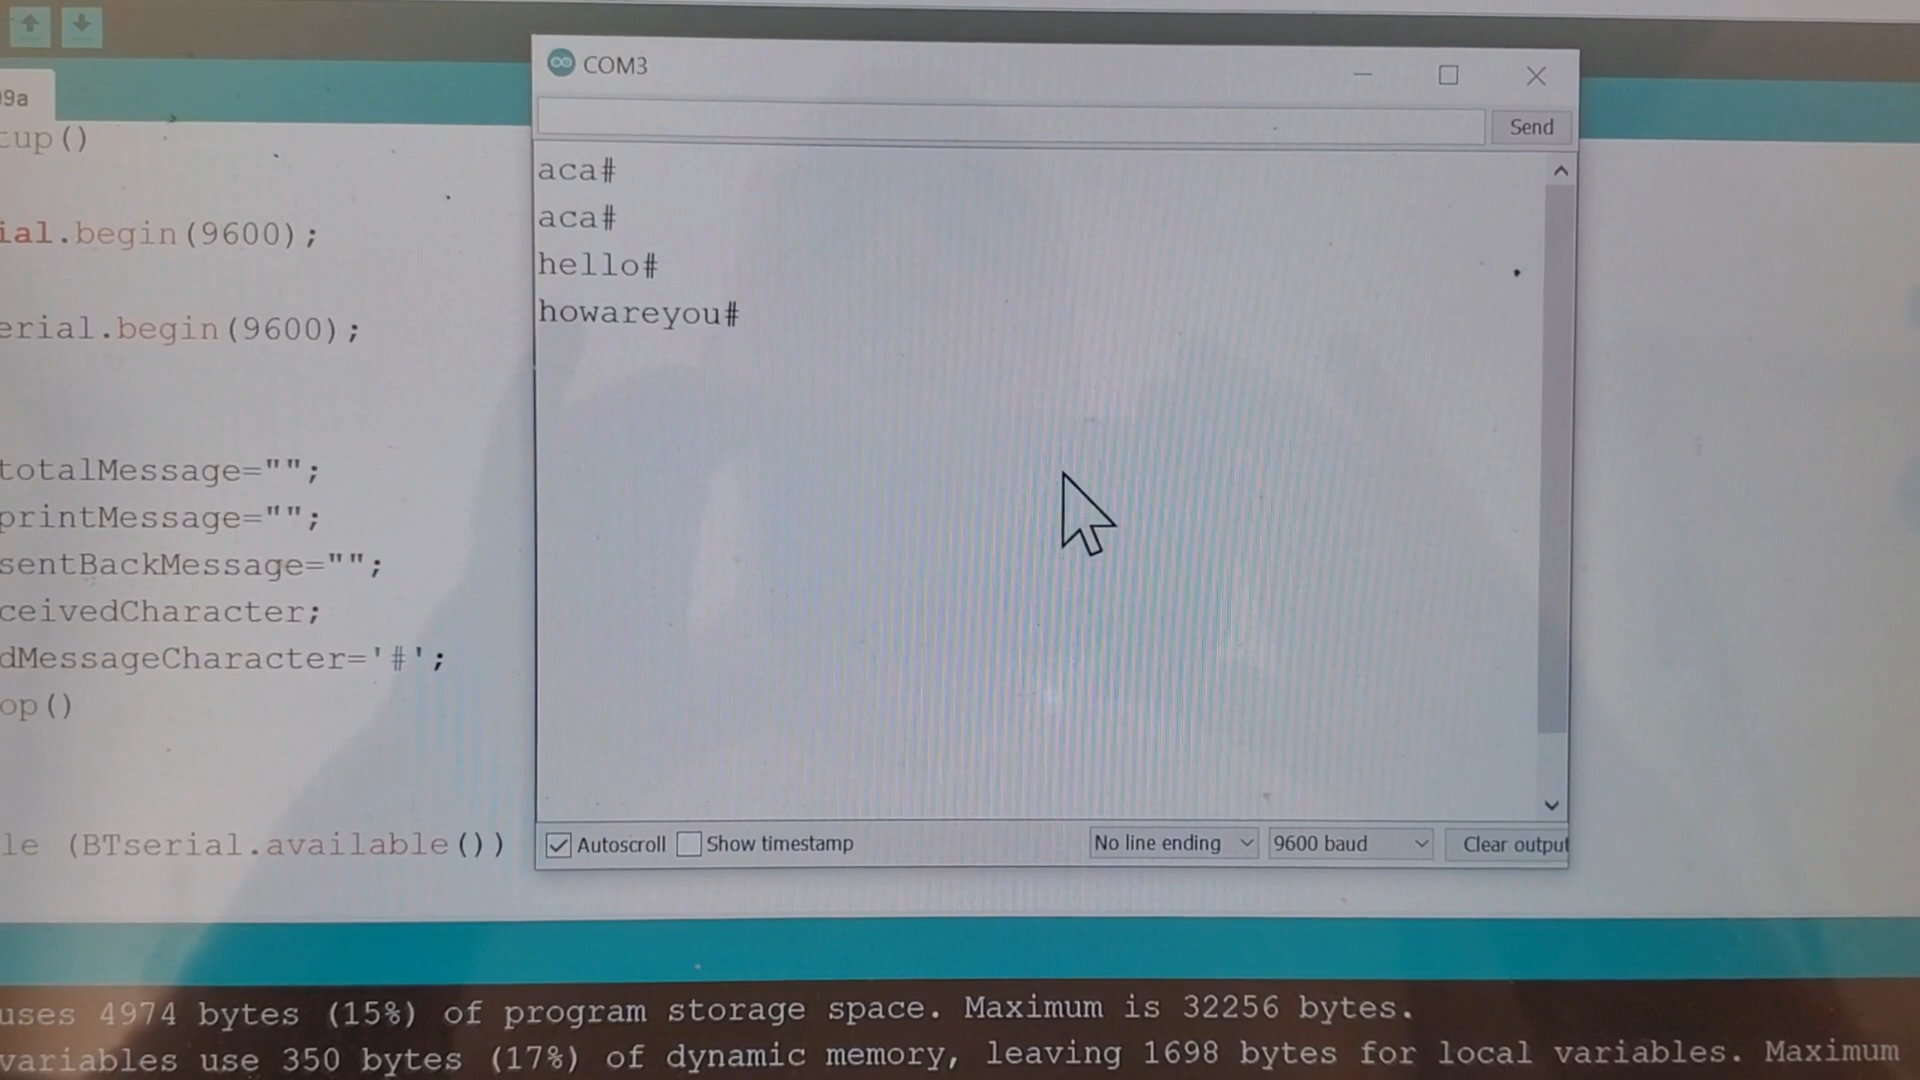 COM3
Send
aca#
aca#
hello#
howareyou#
Autoscroll Show timestamp No line ending 9600 baud Clear output
9a
tup()
ial.begin(9600);
erial.begin(9600);
totalMessage="";
printMessage="";
sentBackMessage="";
ceivedCharacter;
dMessageCharacter='#';
op()
le (BTserial.available())
uses 4974 bytes (15%) of program storage space. Maximum is 32256 bytes.
variables use 350 bytes (17%) of dynamic memory, leaving 1698 bytes for local variables. Maximum